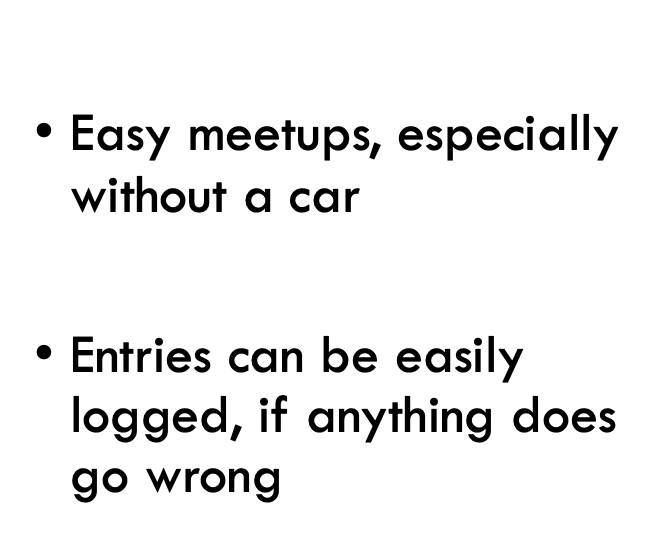 • Easy meetups, especially
without a car
• Entries can be easily
logged, if anything does
go wrong